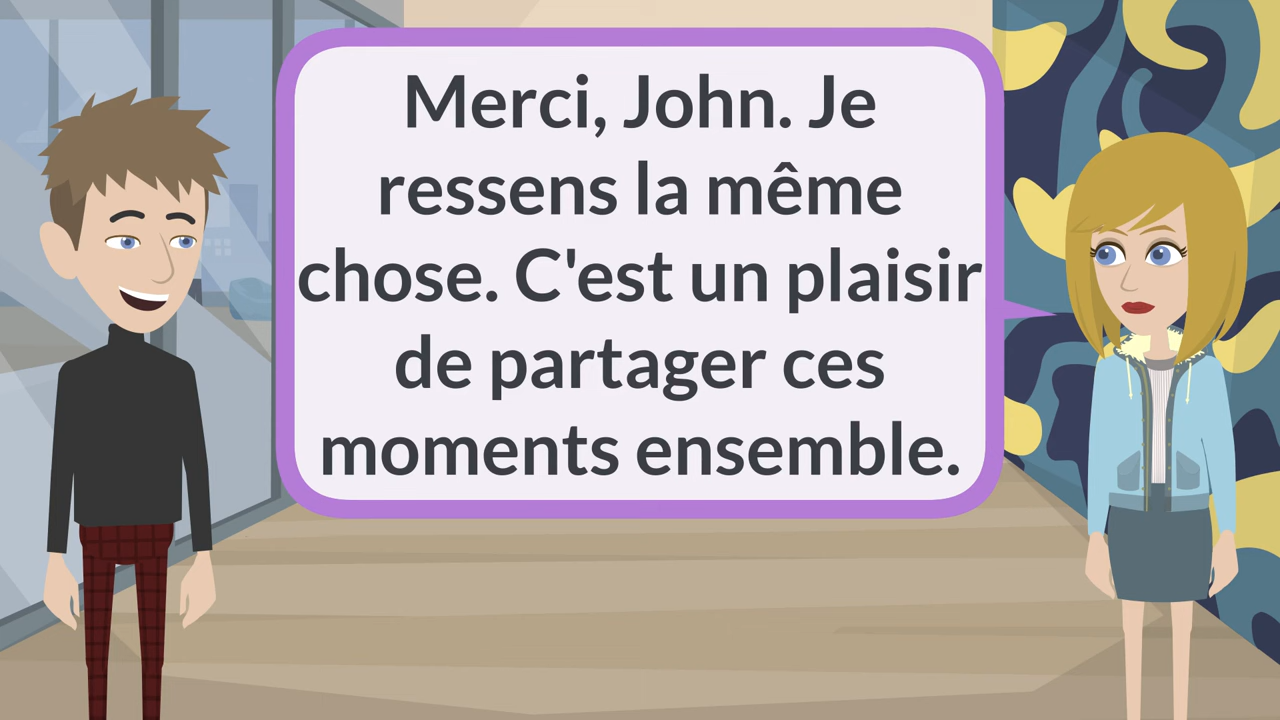 Merci, John. Je
ressens la même
chose. C'est un plaisir
de partager ces
moments ensemble.